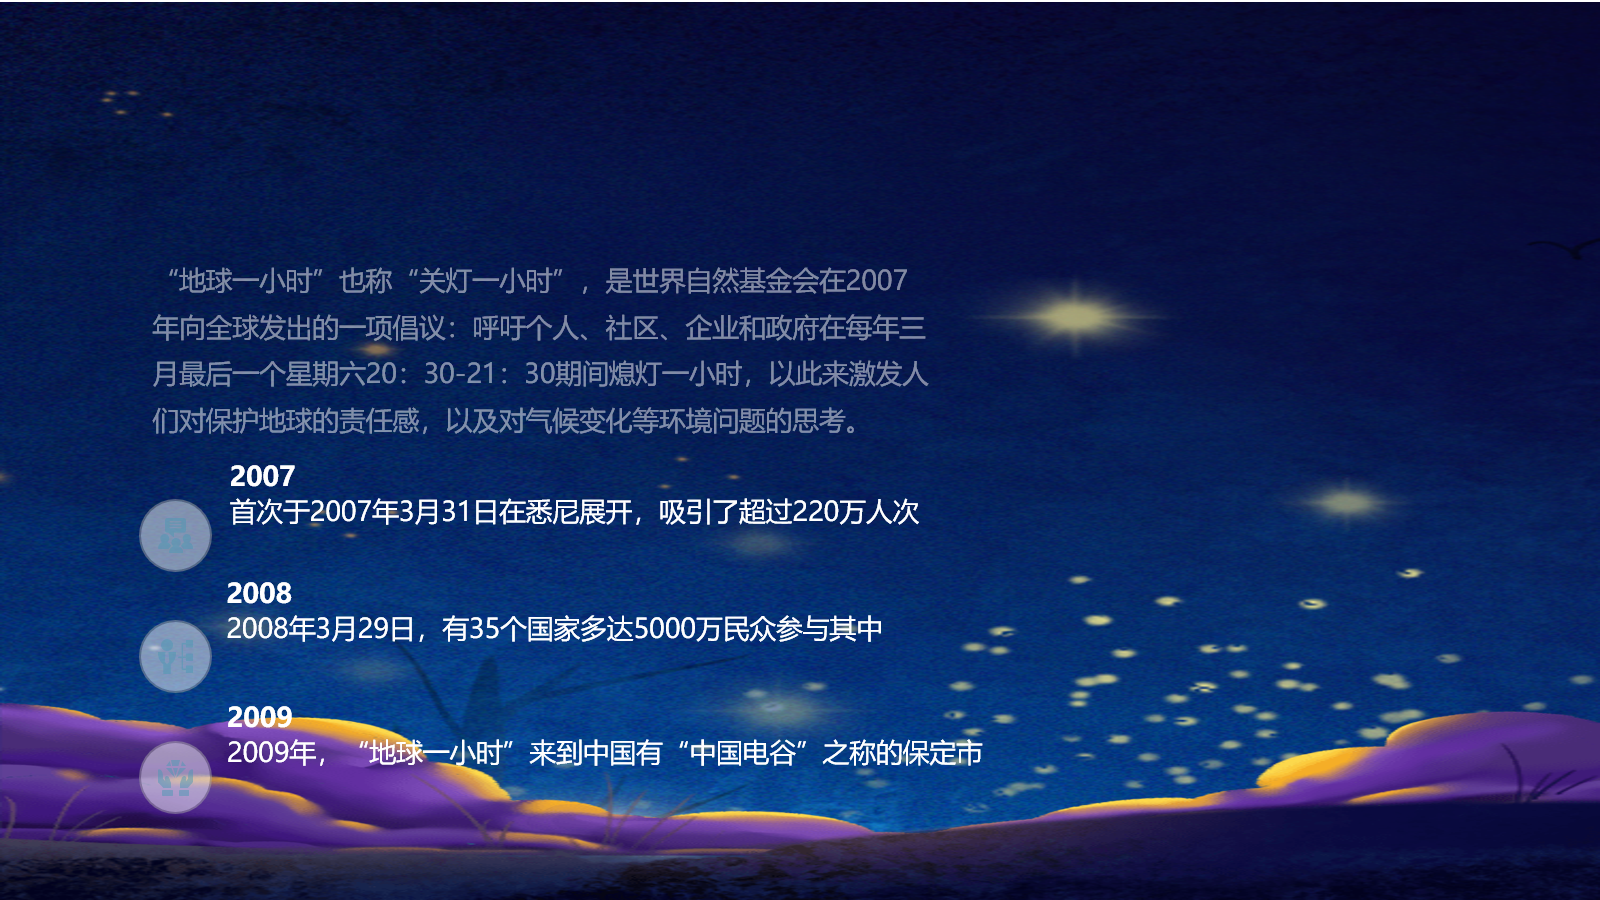 “地球一小时”也称“关灯一小时”，是世界自然基金会在2007
年向全球发出的一项倡议：呼吁个人、社区、企业和政府在每年三
月最后一个星期六20：30-21：30期间熄灯一小时，以此来激发人
们对保护地球的责任感，以及对气候变化等环境问题的思考。
2007
首次于2007年3月31日在悉尼展开，吸引了超过220万人次
2008
2008年3月29日，有35个国家多达5000万民众参与其中
2009
2009年，“地球一小时”来到中国有“中国电谷”之称的保定市